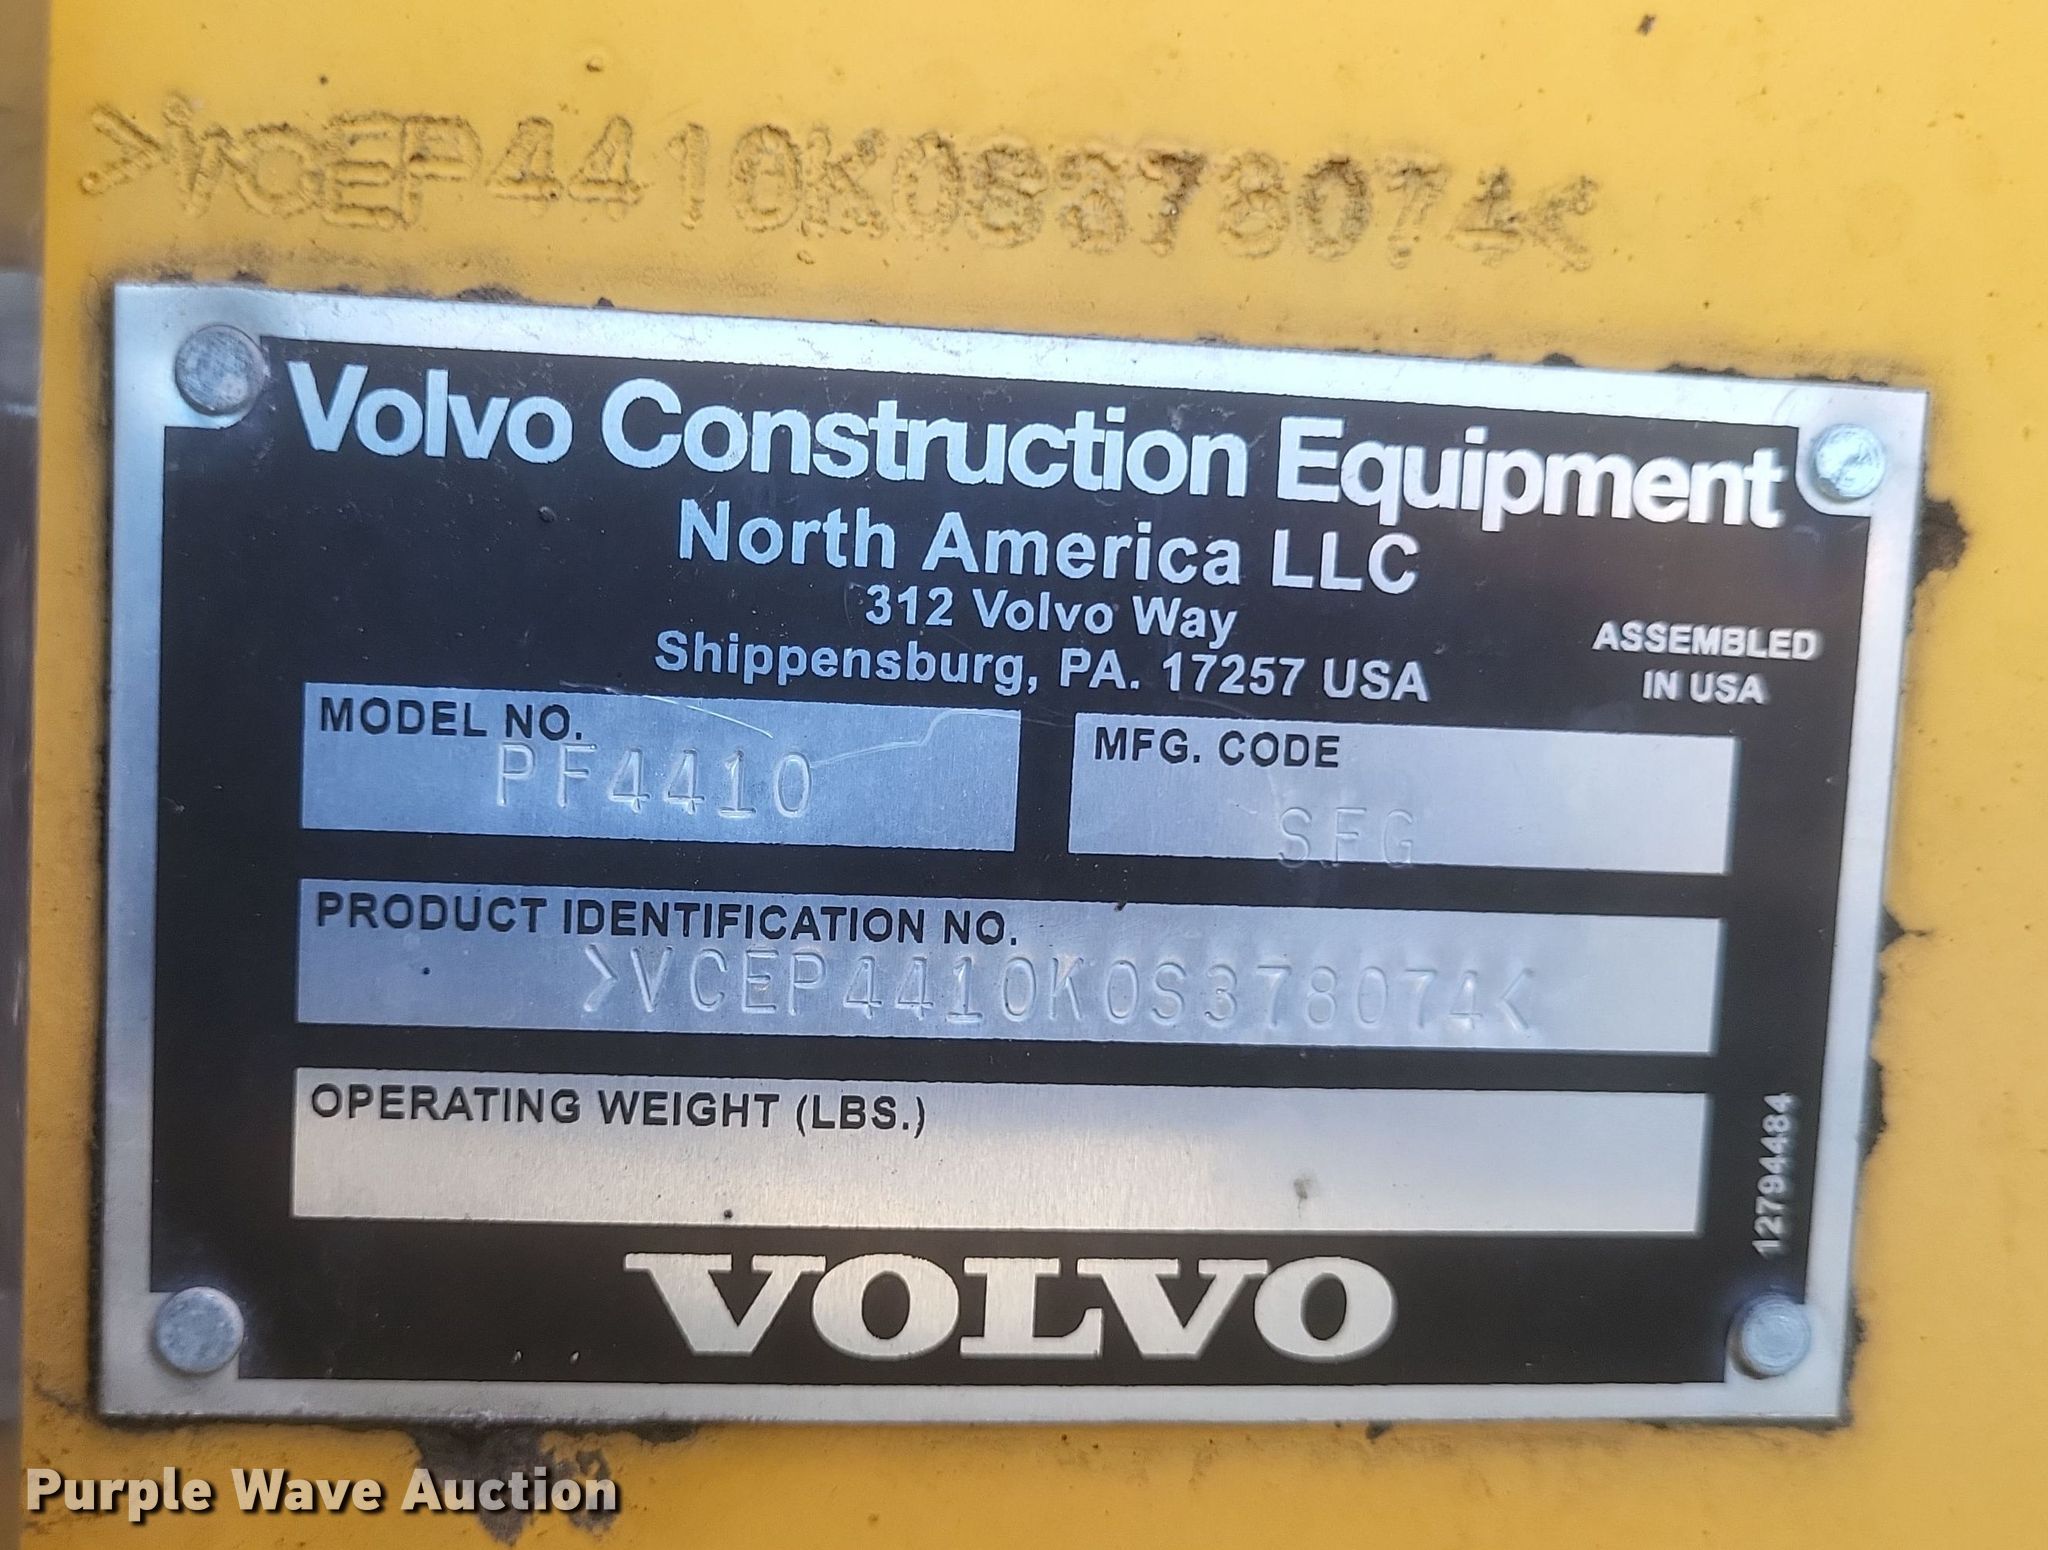 >VCEP4410K0S378074<
Volvo Construction Equipment
North America LLC
312 Volvo Way
Shippensburg, PA. 17257 USA
ASSEMBLED
IN USA
MODEL NO.
PF4410
MFG. CODE
SFG
PRODUCT IDENTIFICATION NO.
>VCEP4410K0S378074<
OPERATING WEIGHT (LBS.)
12794484
VOLVO
Purple Wave Auction